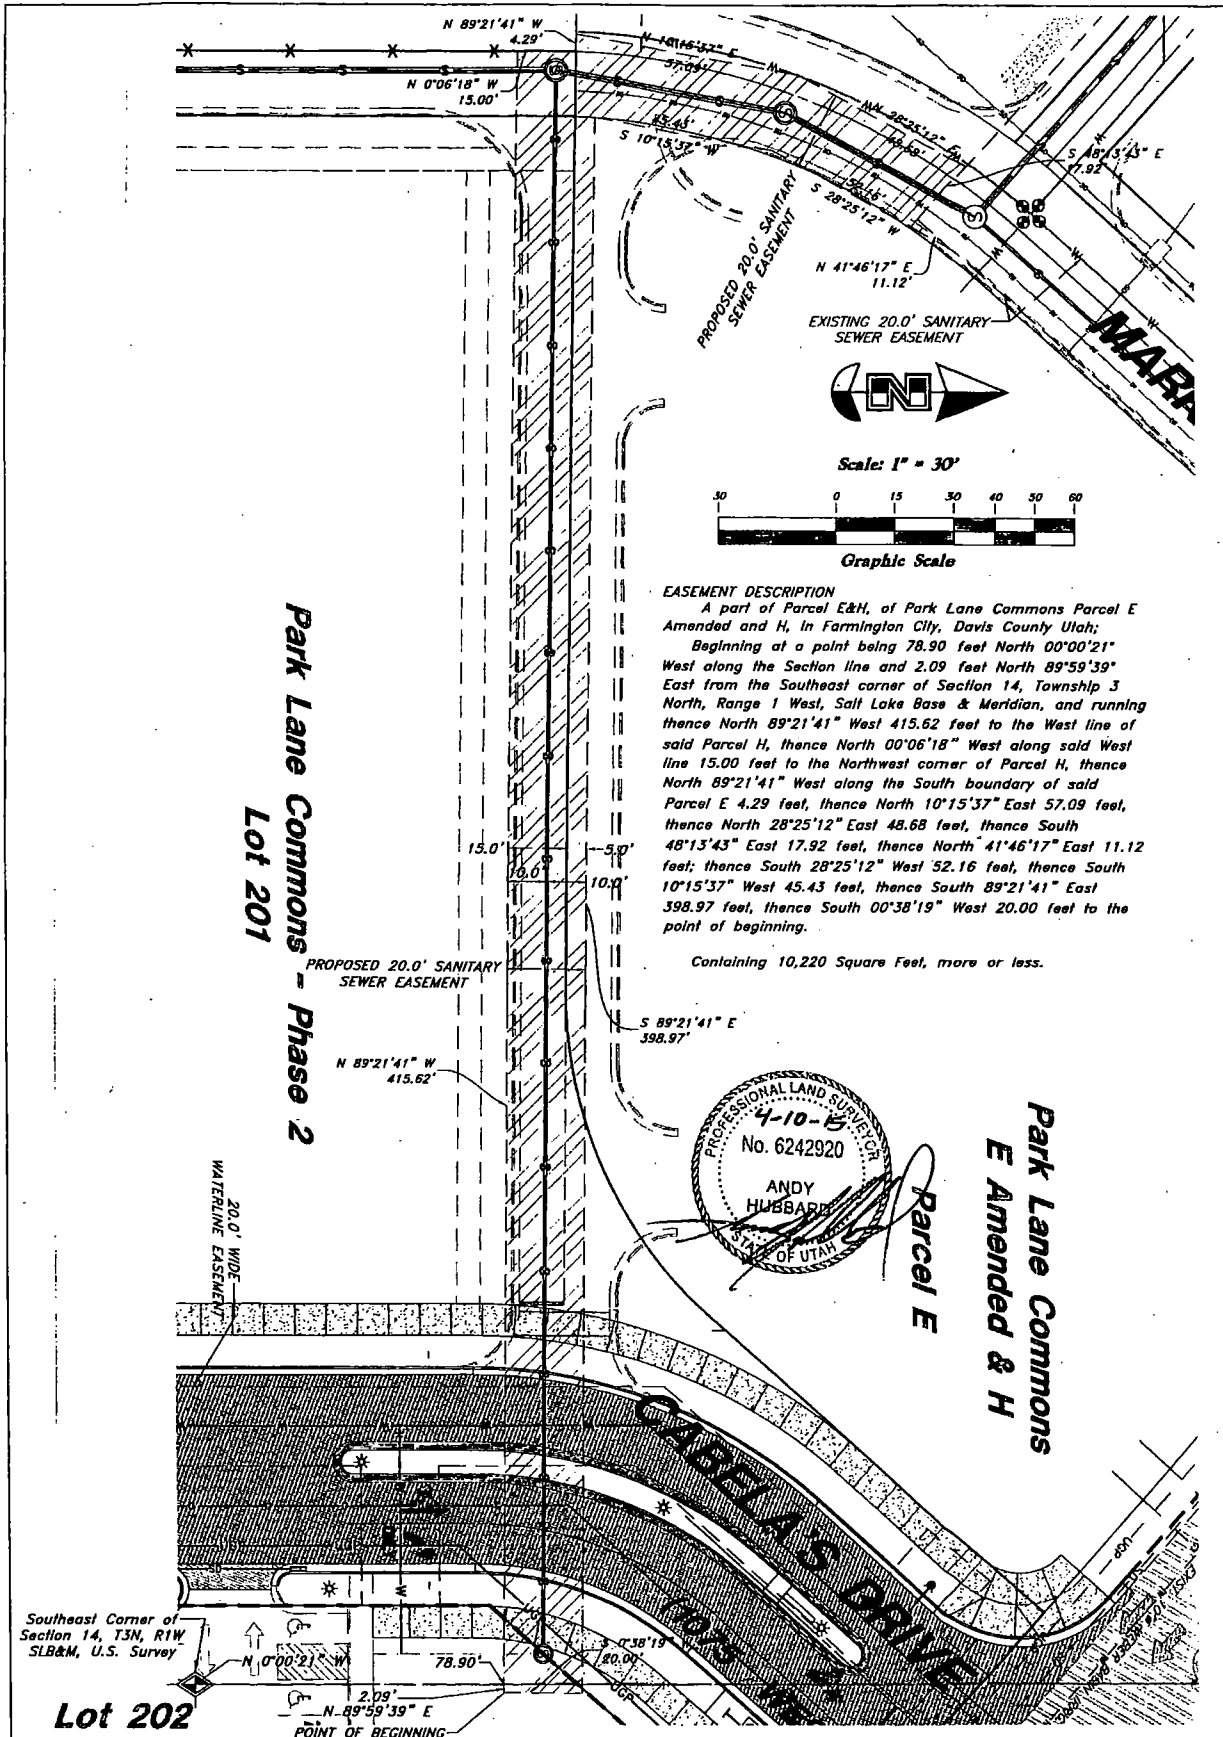 N 89°21'41" W
4.29'
N 0°06'18" W
15.00'
N 10°15'37" E
57.09'
45.43'
S 10°15'37" W
28°25'12" E
S 48°13'43" E
17.92'
52.16'
S 28°25'12" W
PROPOSED 20.0' SANITARY
SEWER EASEMENT
N 41°46'17" E
11.12'
EXISTING 20.0' SANITARY
SEWER EASEMENT
MARA
N
Scale: 1" = 30'
30 0 15 30 40 50 60
Graphic Scale
EASEMENT DESCRIPTION
A part of Parcel E&H, of Park Lane Commons Parcel E
Amended and H, in Farmington City, Davis County Utah;
Beginning at a point being 78.90 feet North 00°00'21"
West along the Section line and 2.09 feet North 89°59'39"
East from the Southeast corner of Section 14, Township 3
North, Range 1 West, Salt Lake Base & Meridian, and running
thence North 89°21'41" West 415.62 feet to the West line of
said Parcel H, thence North 00°06'18" West along said West
line 15.00 feet to the Northwest corner of Parcel H, thence
North 89°21'41" West along the South boundary of said
Parcel E 4.29 feet, thence North 10°15'37" East 57.09 feet,
thence North 28°25'12" East 48.68 feet, thence South
48°13'43" East 17.92 feet, thence North 41°46'17" East 11.12
feet; thence South 28°25'12" West 52.16 feet, thence South
10°15'37" West 45.43 feet, thence South 89°21'41" East
398.97 feet, thence South 00°38'19" West 20.00 feet to the
point of beginning.
Containing 10,220 Square Feet, more or less.
Park Lane Commons - Phase 2
Lot 201
15.0'
5.0'
10.0'
10.0'
PROPOSED 20.0' SANITARY
SEWER EASEMENT
S 89°21'41" E
398.97'
N 89°21'41" W
415.62'
PROFESSIONAL LAND SURVEYOR
4-10-15
No. 6242920
ANDY
HUBBARD
STATE OF UTAH
Park Lane Commons
E Amended & H
Parcel E
20.0' WIDE
WATERLINE EASEMENT
CABELA'S DRIVE
(1075 WE
UGP
UGP
Southeast Corner of
Section 14, T3N, R1W
SLB&M, U.S. Survey
N 0°00'21" W
78.90'
S 0°38'19"
20.00'
2.09'
N 89°59'39" E
POINT OF BEGINNING
Lot 202